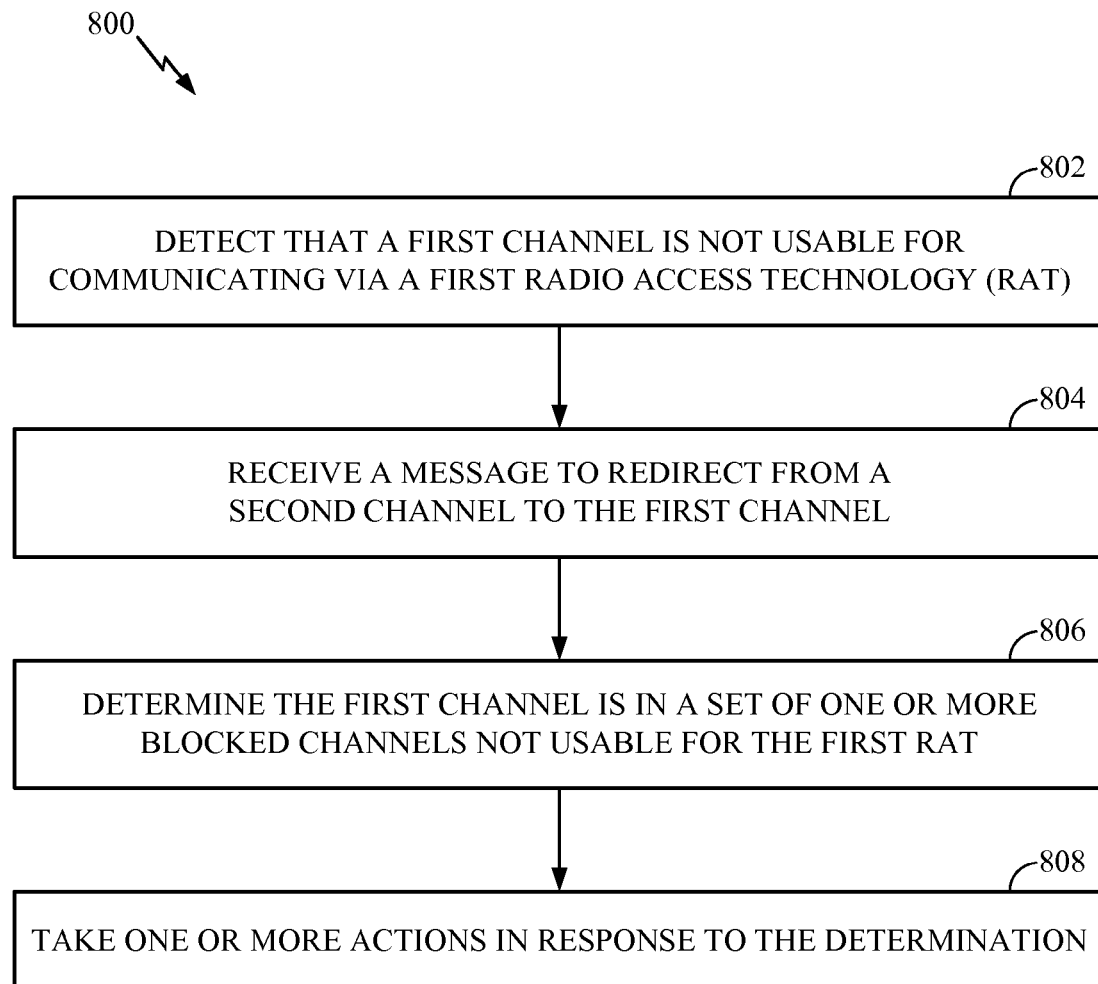 800
802
DETECT THAT A FIRST CHANNEL IS NOT USABLE FOR
COMMUNICATING VIA A FIRST RADIO ACCESS TECHNOLOGY (RAT)
804
RECEIVE A MESSAGE TO REDIRECT FROM A
SECOND CHANNEL TO THE FIRST CHANNEL
806
DETERMINE THE FIRST CHANNEL IS IN A SET OF ONE OR MORE
BLOCKED CHANNELS NOT USABLE FOR THE FIRST RAT
808
TAKE ONE OR MORE ACTIONS IN RESPONSE TO THE DETERMINATION